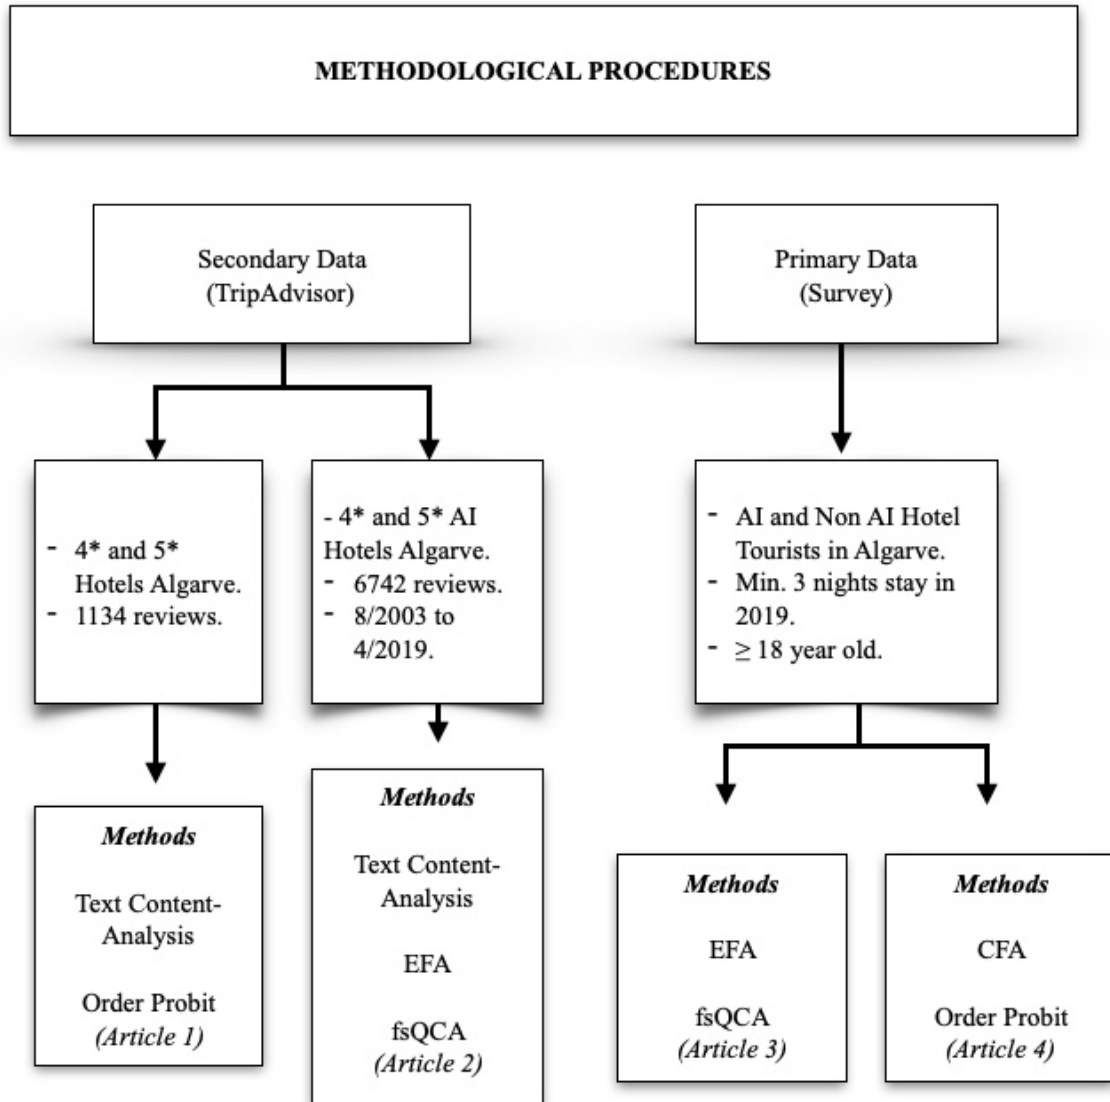 METHODOLOGICAL PROCEDURES
Secondary Data
(TripAdvisor)
Primary Data
(Survey)
- 4* and 5*
Hotels Algarve.
- 1134 reviews.
- 4* and 5* AI
Hotels Algarve.
- 6742 reviews.
- 8/2003 to
4/2019.
- AI and Non AI Hotel
Tourists in Algarve.
- Min. 3 nights stay in
2019.
- ≥ 18 year old.
Methods
Text Content-
Analysis
Order Probit
(Article 1)
Methods
Text Content-
Analysis
EFA
fsQCA
(Article 2)
Methods
EFA
fsQCA
(Article 3)
Methods
CFA
Order Probit
(Article 4)